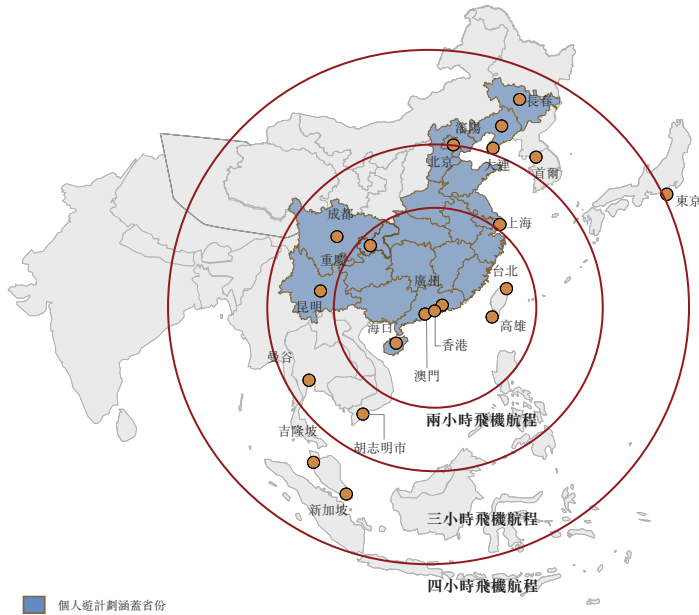 長春
瀋陽
北京
大連
首爾
東京
成都
上海
重慶
台北
廣州
昆明
高雄
海口
香港
曼谷
澳門
兩小時飛機航程
吉隆坡
胡志明市
新加坡
三小時飛機航程
四小時飛機航程
個人遊計劃涵蓋省份